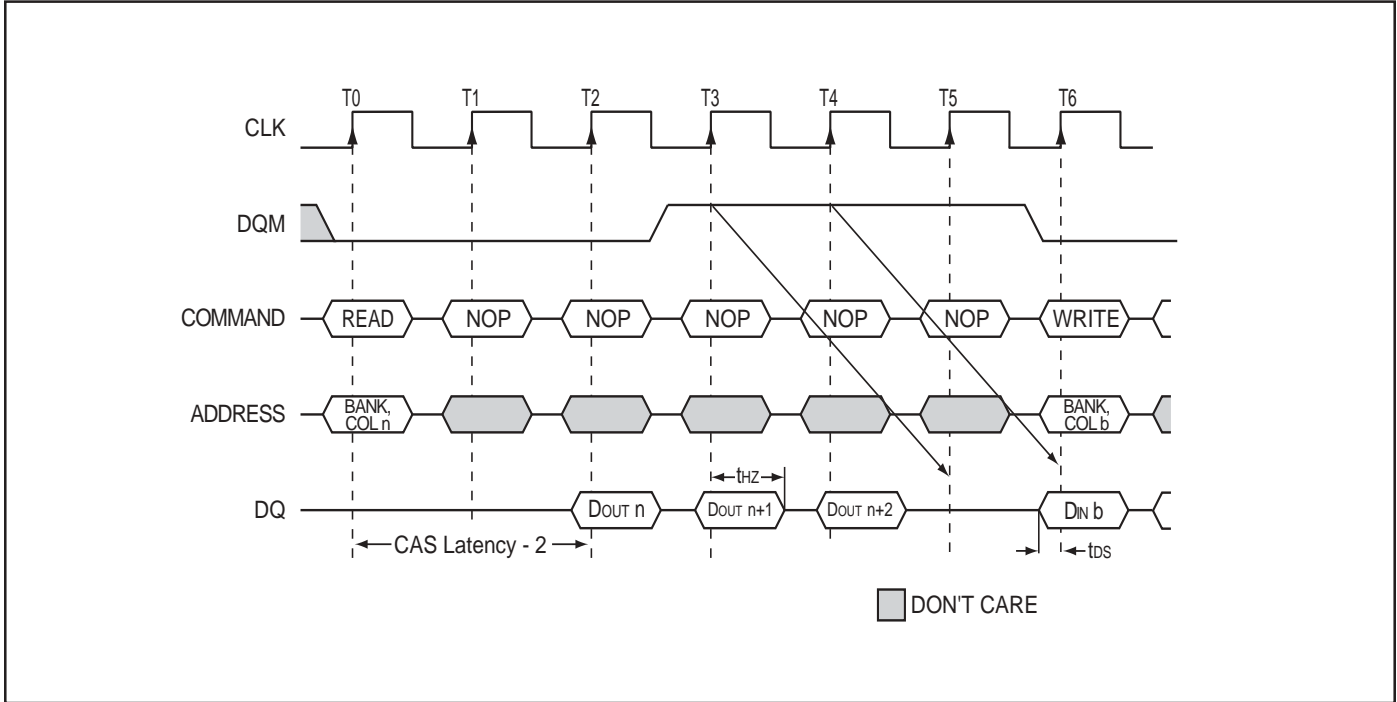 T0 T1 T2 T3 T4 T5 T6
CLK
DQM
COMMAND READ NOP NOP NOP NOP NOP WRITE
ADDRESS BANK, COL n BANK, COL b
tHZ
DQ DOUT n DOUT n+1 DOUT n+2 DIN b
CAS Latency - 2 tDS
DON'T CARE